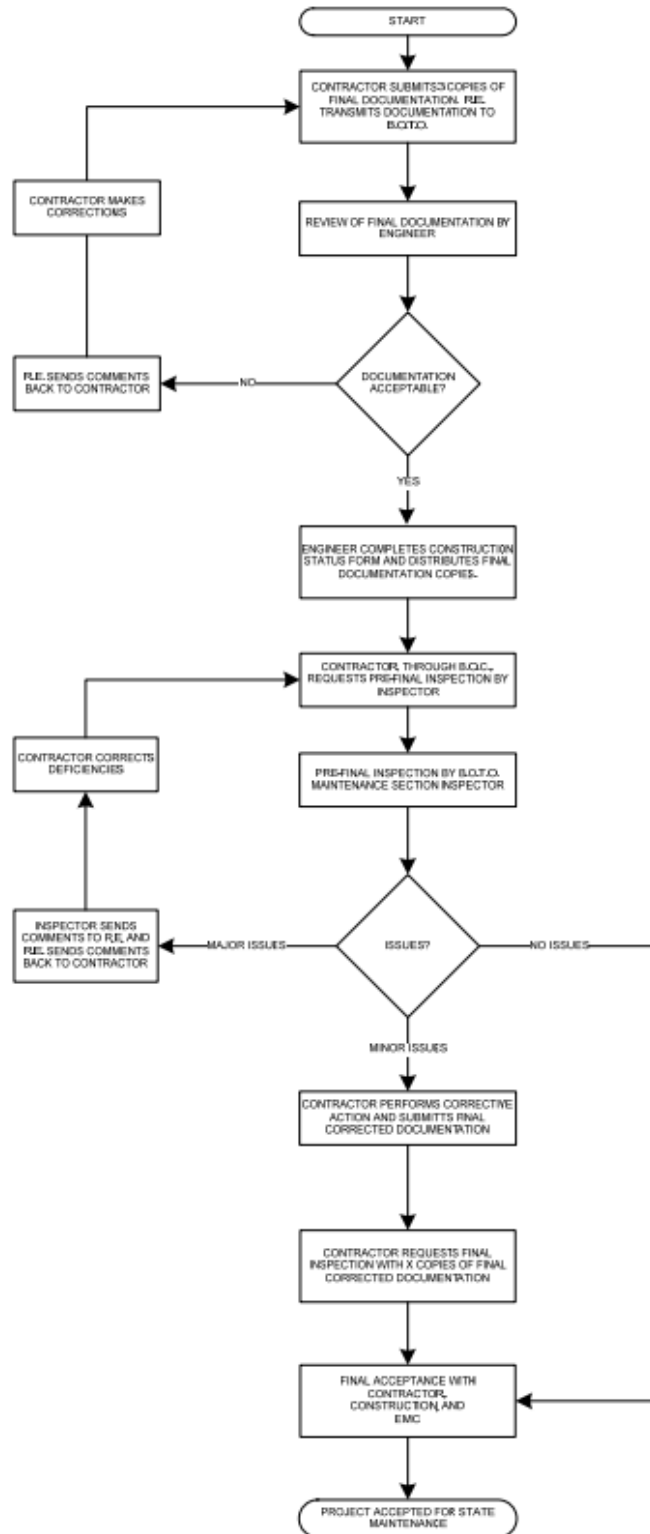 START
CONTRACTOR SUBMITS 3 COPIES OF
FINAL DOCUMENTATION. R.E.
TRANSMITS DOCUMENTATION TO
B.O.T.O.
CONTRACTOR MAKES
CORRECTIONS
REVIEW OF FINAL DOCUMENTATION BY
ENGINEER
R.E. SENDS COMMENTS
BACK TO CONTRACTOR
NO
DOCUMENTATION
ACCEPTABLE?
YES
ENGINEER COMPLETES CONSTRUCTION
STATUS FORM AND DISTRIBUTES FINAL
DOCUMENTATION COPIES.
CONTRACTOR, THROUGH B.O.C.,
REQUESTS PRE-FINAL INSPECTION BY
INSPECTOR
CONTRACTOR CORRECTS
DEFICIENCIES
PRE-FINAL INSPECTION BY B.O.T.O.
MAINTENANCE SECTION INSPECTOR
INSPECTOR SENDS
COMMENTS TO R.E. AND
R.E. SENDS COMMENTS
BACK TO CONTRACTOR
MAJOR ISSUES
ISSUES?
NO ISSUES
MINOR ISSUES
CONTRACTOR PERFORMS CORRECTIVE
ACTION AND SUBMITTS FINAL
CORRECTED DOCUMENTATION
CONTRACTOR REQUESTS FINAL
INSPECTION WITH X COPIES OF FINAL
CORRECTED DOCUMENTATION
FINAL ACCEPTANCE WITH
CONTRACTOR,
CONSTRUCTION, AND
EMC
PROJECT ACCEPTED FOR STATE
MAINTENANCE